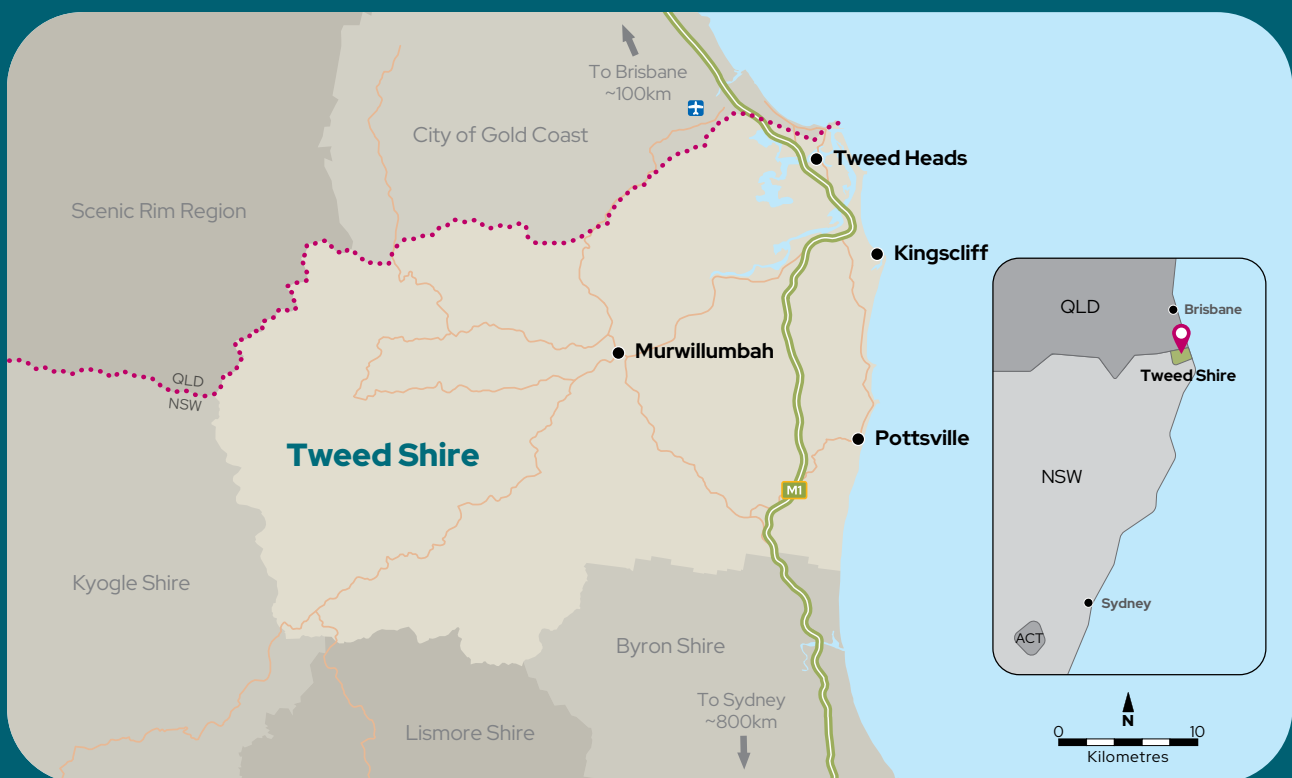 To Brisbane
~100km
City of Gold Coast
Tweed Heads
Scenic Rim Region
Kingscliff
QLD
Brisbane
Tweed Shire
Murwillumbah
QLD
NSW
Tweed Shire
Pottsville
M1
NSW
Kyogle Shire
Sydney
ACT
Byron Shire
To Sydney
~800km
Lismore Shire
N
0 10
Kilometres